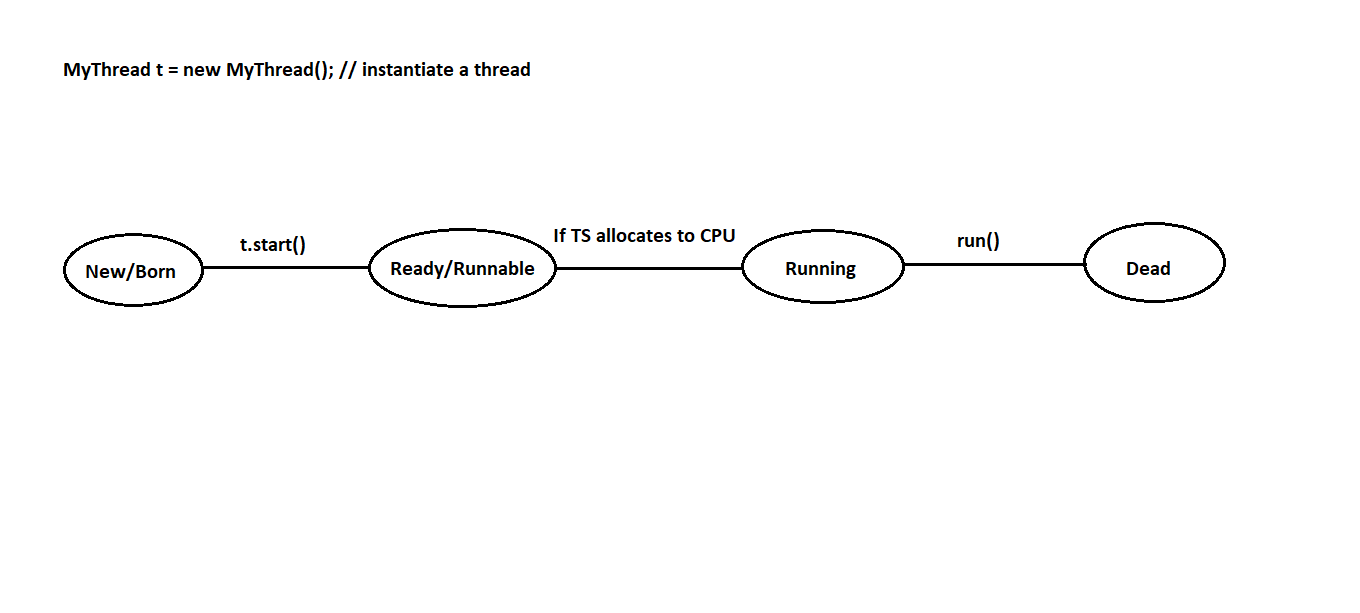 MyThread t = new MyThread(); // instantiate a thread
t.start()
If TS allocates to CPU
run()
New/Born
Ready/Runnable
Running
Dead